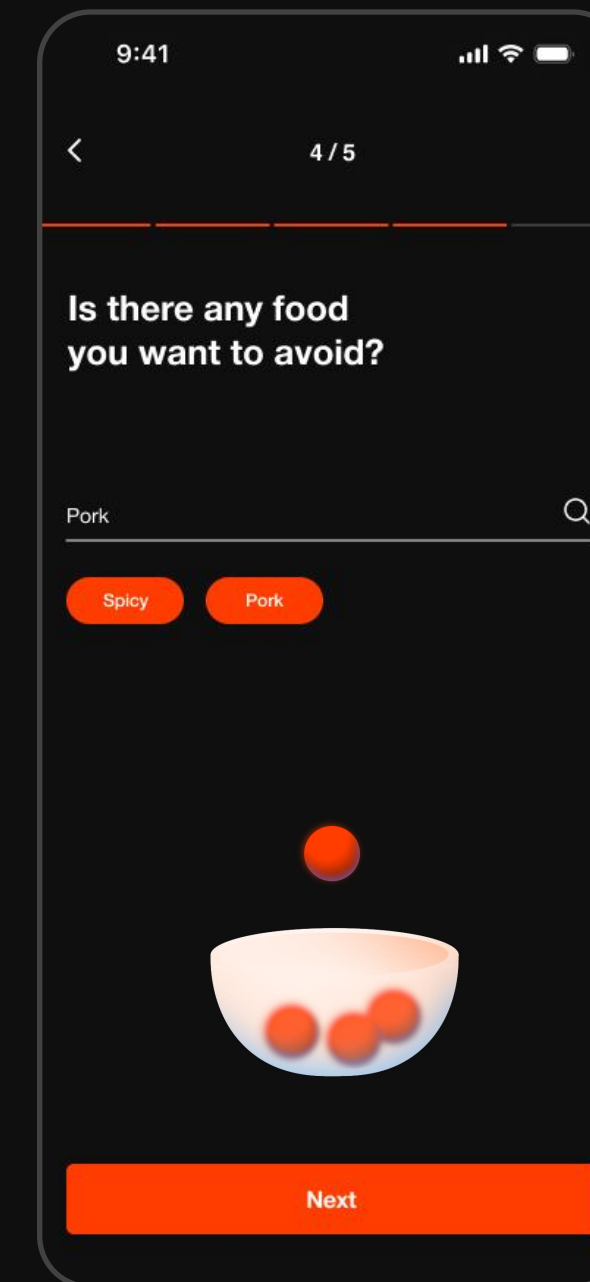 9:41
4 / 5
Is there any food
you want to avoid?
Pork
Spicy Pork
Next